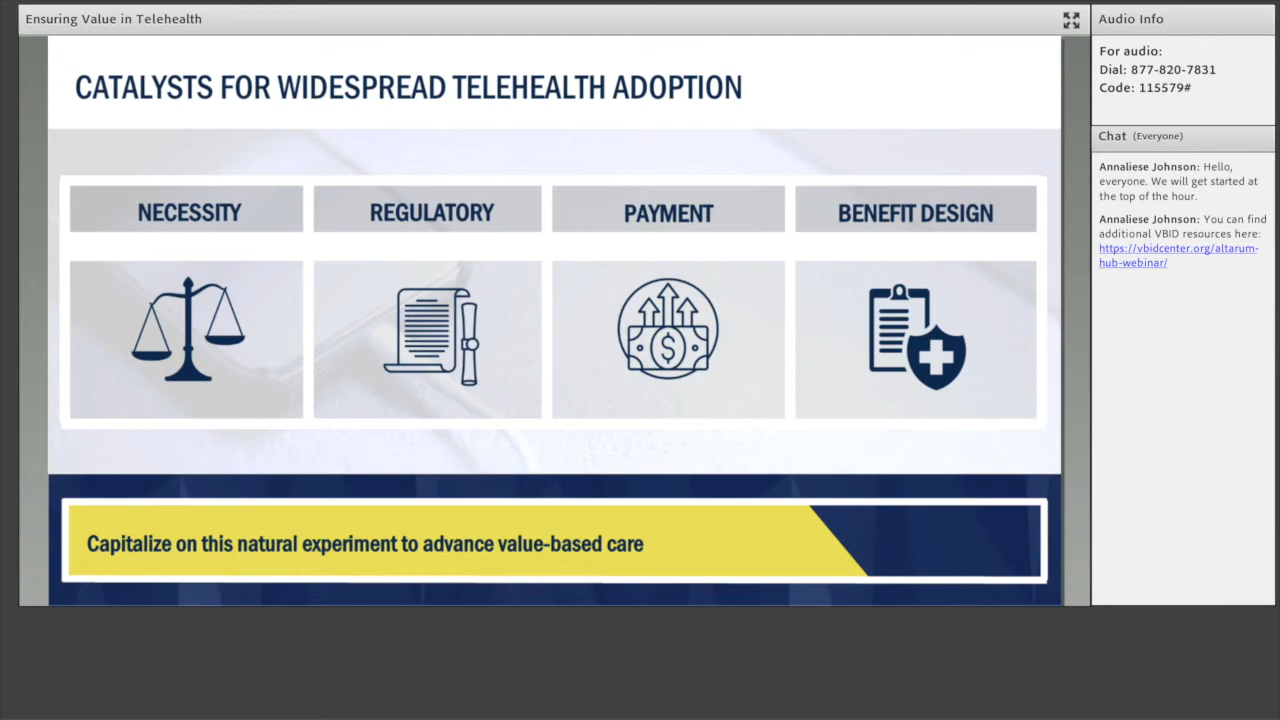 Ensuring Value in Telehealth
CATALYSTS FOR WIDESPREAD TELEHEALTH ADOPTION
NECESSITY
REGULATORY
PAYMENT
BENEFIT DESIGN
$
Capitalize on this natural experiment to advance value-based care
Audio Info
For audio:
Dial: 877-820-7831
Code: 115579#
Chat (Everyone)
Annaliese Johnson: Hello,
everyone. We will get started at
the top of the hour.
Annaliese Johnson: You can find
additional VBID resources here:
https://vbidcenter.org/altarum-
hub-webinar/